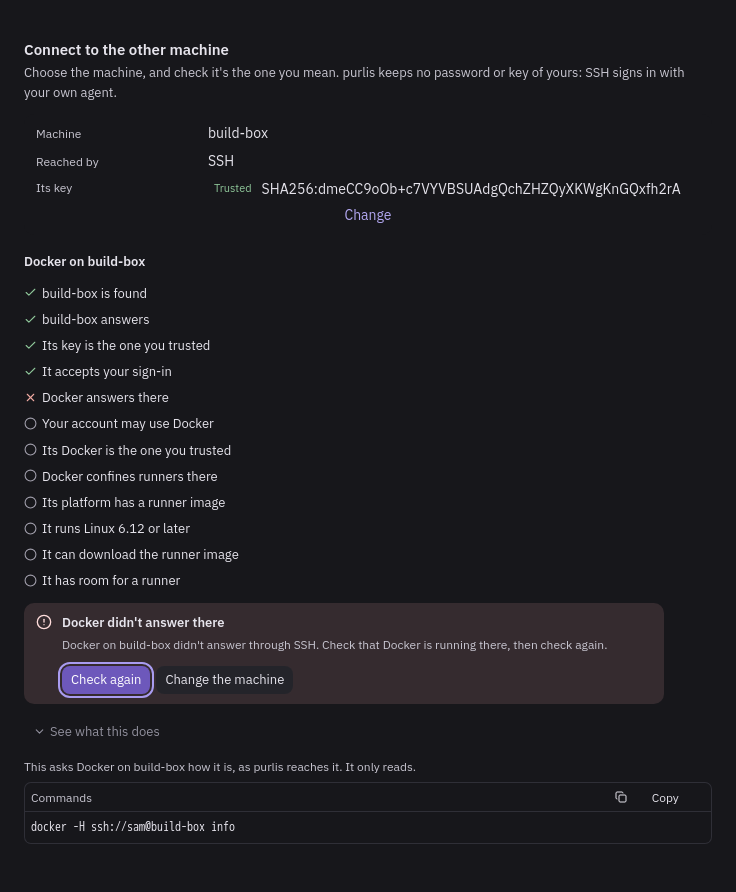 Connect to the other machine
Choose the machine, and check it's the one you mean. purlis keeps no password or key of yours: SSH signs in with
your own agent.
Machine build-box
Reached by SSH
Its key Trusted SHA256:dmeCC9oOb+c7VYVBSUAdgQchZHZQyXKWgKnGQxfh2rA
Change
Docker on build-box
build-box is found
build-box answers
Its key is the one you trusted
It accepts your sign-in
Docker answers there
Your account may use Docker
Its Docker is the one you trusted
Docker confines runners there
Its platform has a runner image
It runs Linux 6.12 or later
It can download the runner image
It has room for a runner
Docker didn't answer there
Docker on build-box didn't answer through SSH. Check that Docker is running there, then check again.
Check again Change the machine
See what this does
This asks Docker on build-box how it is, as purlis reaches it. It only reads.
Commands Copy
docker -H ssh://sam@build-box info